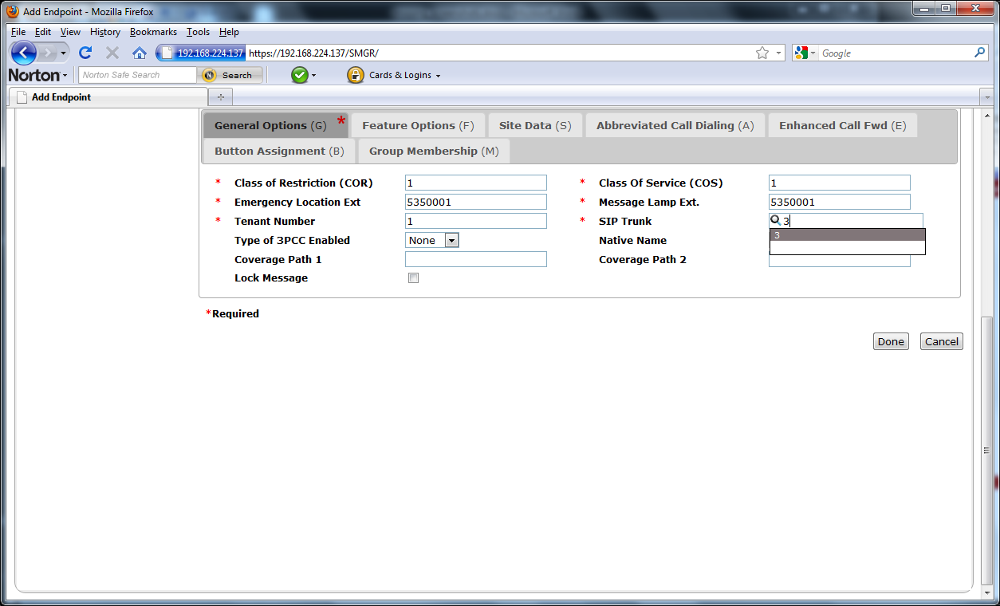 Add Endpoint - Mozilla Firefox
File Edit View History Bookmarks Tools Help
192.168.224.137 https://192.168.224.137/SMGR/ Google
Norton Norton Safe Search Search Cards & Logins
Add Endpoint
General Options (G) * Feature Options (F) Site Data (S) Abbreviated Call Dialing (A) Enhanced Call Fwd (E)
Button Assignment (B) Group Membership (M)
* Class of Restriction (COR) 1 * Class Of Service (COS) 1
* Emergency Location Ext 5350001 * Message Lamp Ext. 5350001
* Tenant Number 1 * SIP Trunk 3
3
Type of 3PCC Enabled None Native Name
Coverage Path 1 Coverage Path 2
Lock Message
*Required
Done Cancel